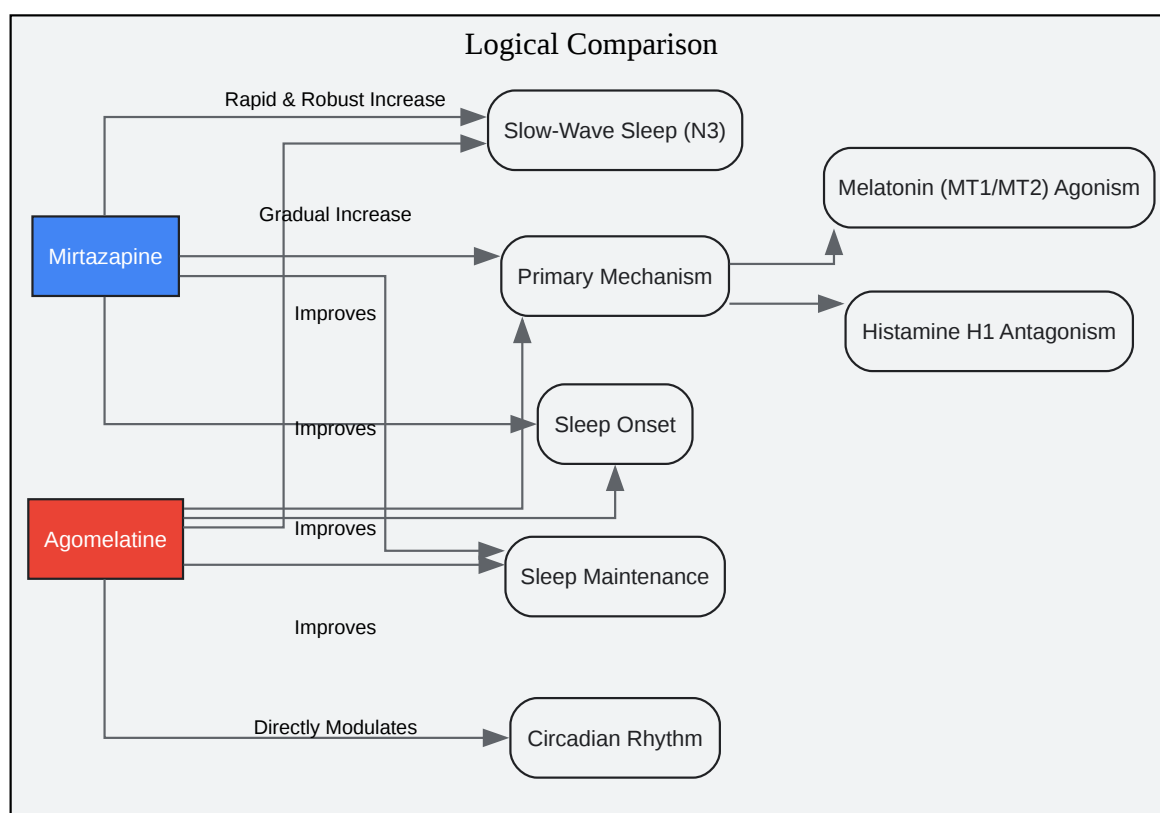 Logical Comparison
Rapid & Robust Increase
Slow-Wave Sleep (N3)
Melatonin (MT1/MT2) Agonism
Gradual Increase
Mirtazapine
Primary Mechanism
Improves
Histamine H1 Antagonism
Improves
Sleep Onset
Improves
Agomelatine
Sleep Maintenance
Improves
Directly Modulates
Circadian Rhythm